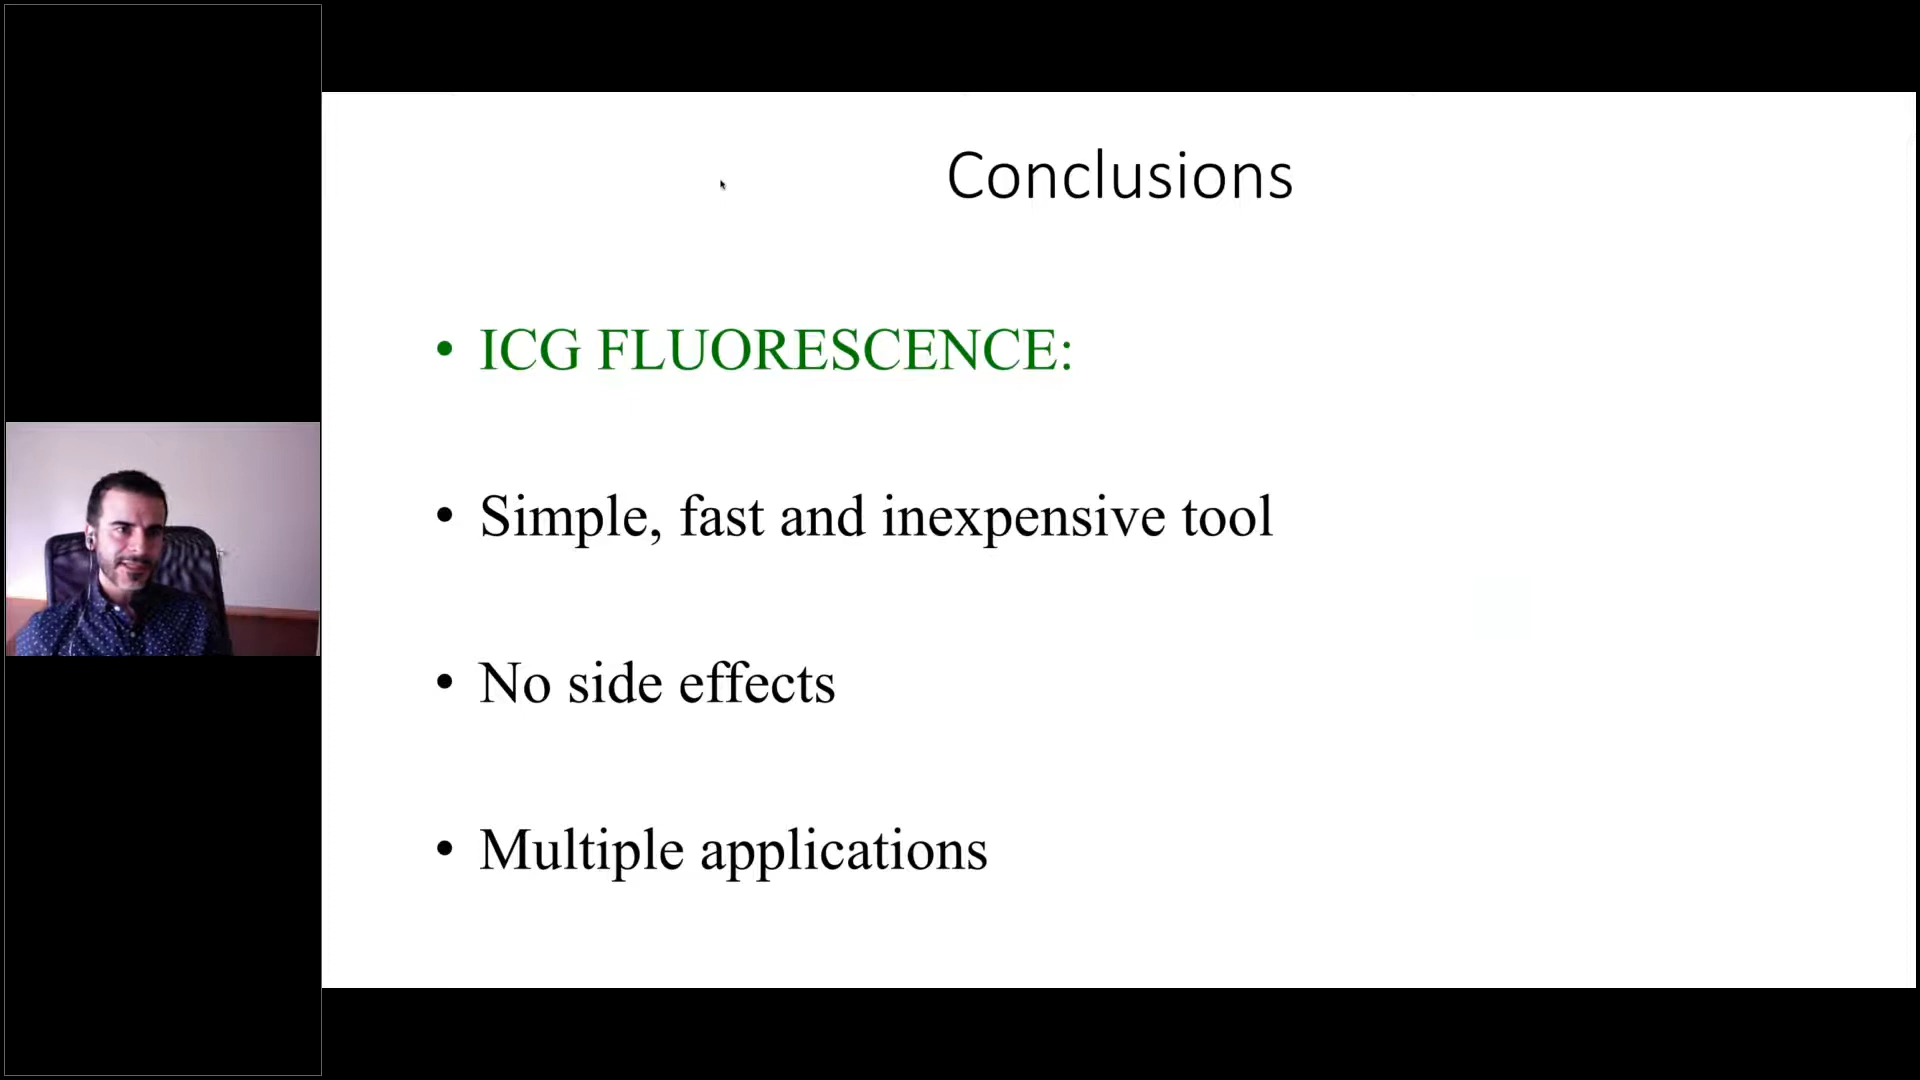 Conclusions
• ICG FLUORESCENCE:
• Simple, fast and inexpensive tool
• No side effects
• Multiple applications